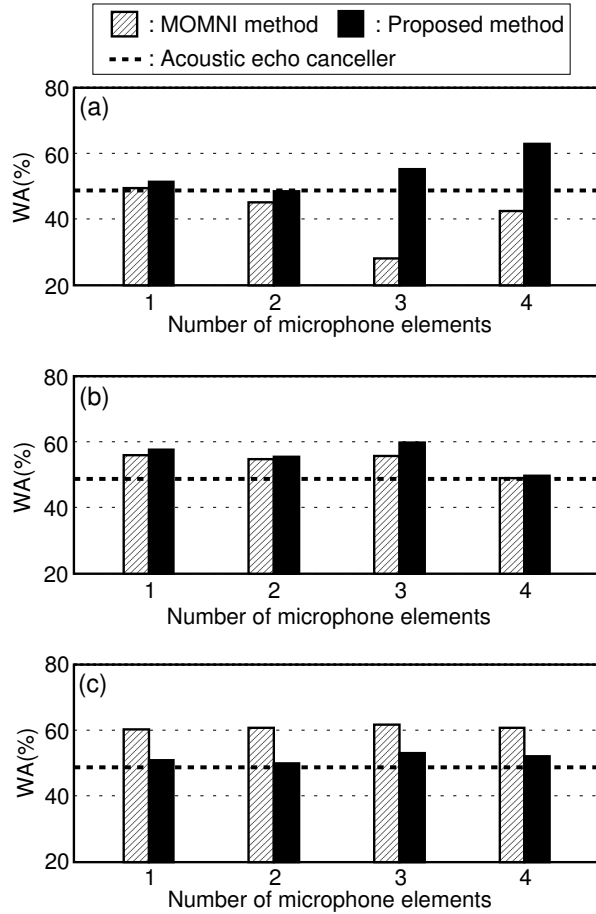 : MOMNI method : Proposed method
: Acoustic echo canceller
(a)
80
60
40
20
WA(%)
1 2 3 4
Number of microphone elements
(b)
80
60
40
20
WA(%)
1 2 3 4
Number of microphone elements
(c)
80
60
40
20
WA(%)
1 2 3 4
Number of microphone elements